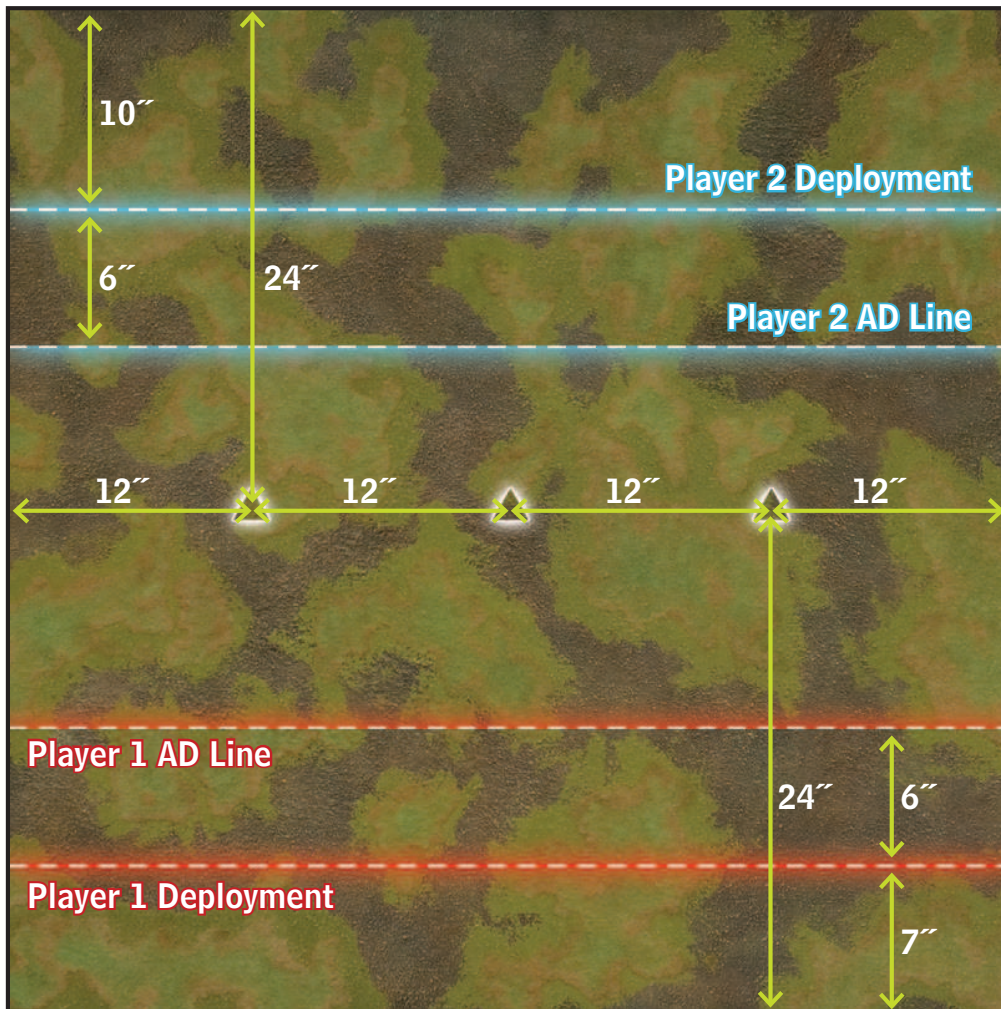 10˝
Player 2 Deployment
6˝
24˝
Player 2 AD Line
12˝ 12˝ 12˝ 12˝
Player 1 AD Line
24˝
6˝
Player 1 Deployment
7˝